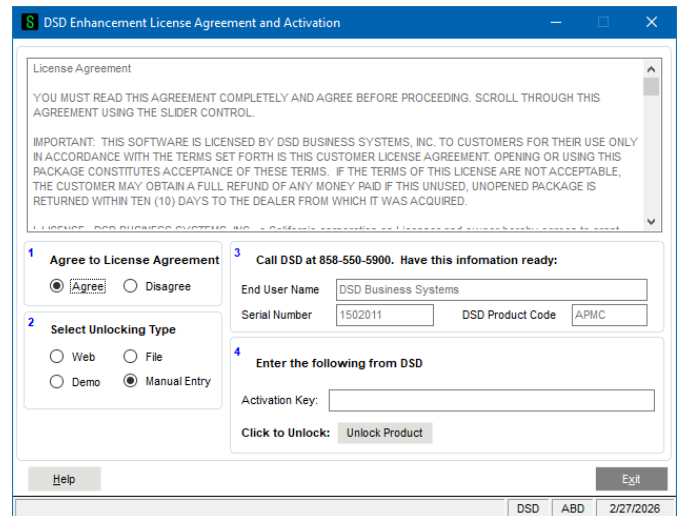 S DSD Enhancement License Agreement and Activation
License Agreement
YOU MUST READ THIS AGREEMENT COMPLETELY AND AGREE BEFORE PROCEEDING. SCROLL THROUGH THIS
AGREEMENT USING THE SLIDER CONTROL.
IMPORTANT: THIS SOFTWARE IS LICENSED BY DSD BUSINESS SYSTEMS, INC. TO CUSTOMERS FOR THEIR USE ONLY
IN ACCORDANCE WITH THE TERMS SET FORTH IS THIS CUSTOMER LICENSE AGREEMENT. OPENING OR USING THIS
PACKAGE CONSTITUTES ACCEPTANCE OF THESE TERMS. IF THE TERMS OF THIS LICENSE ARE NOT ACCEPTABLE,
THE CUSTOMER MAY OBTAIN A FULL REFUND OF ANY MONEY PAID IF THIS UNUSED, UNOPENED PACKAGE IS
RETURNED WITHIN TEN (10) DAYS TO THE DEALER FROM WHICH IT WAS ACQUIRED.
1 Agree to License Agreement
Agree Disagree
2 Select Unlocking Type
Web File
Demo Manual Entry
3 Call DSD at 858-550-5900. Have this infomation ready:
End User Name DSD Business Systems
Serial Number 1502011 DSD Product Code APMC
4 Enter the following from DSD
Activation Key:
Click to Unlock: Unlock Product
Help Exit
DSD ABD 2/27/2026